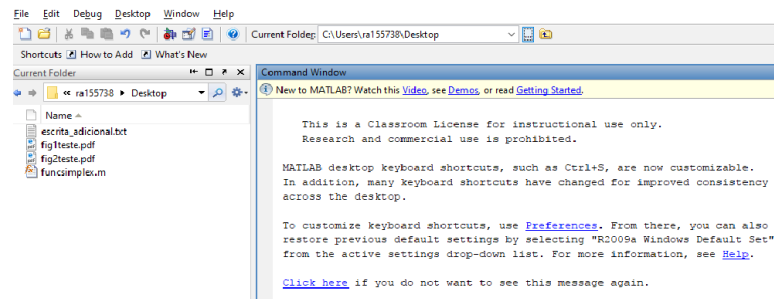 File Edit Debug Desktop Window Help
Current Folder: C:\Users\ra155738\Desktop
Shortcuts How to Add What's New
Current Folder
« ra155738 Desktop
Name
escrita_adicional.txt
fig1teste.pdf
fig2teste.pdf
funcsimplex.m
Command Window
New to MATLAB? Watch this Video, see Demos, or read Getting Started.
This is a Classroom License for instructional use only.
Research and commercial use is prohibited.
MATLAB desktop keyboard shortcuts, such as Ctrl+S, are now customizable.
In addition, many keyboard shortcuts have changed for improved consistency
across the desktop.
To customize keyboard shortcuts, use Preferences. From there, you can also
restore previous default settings by selecting "R2009a Windows Default Set"
from the active settings drop-down list. For more information, see Help.
Click here if you do not want to see this message again.